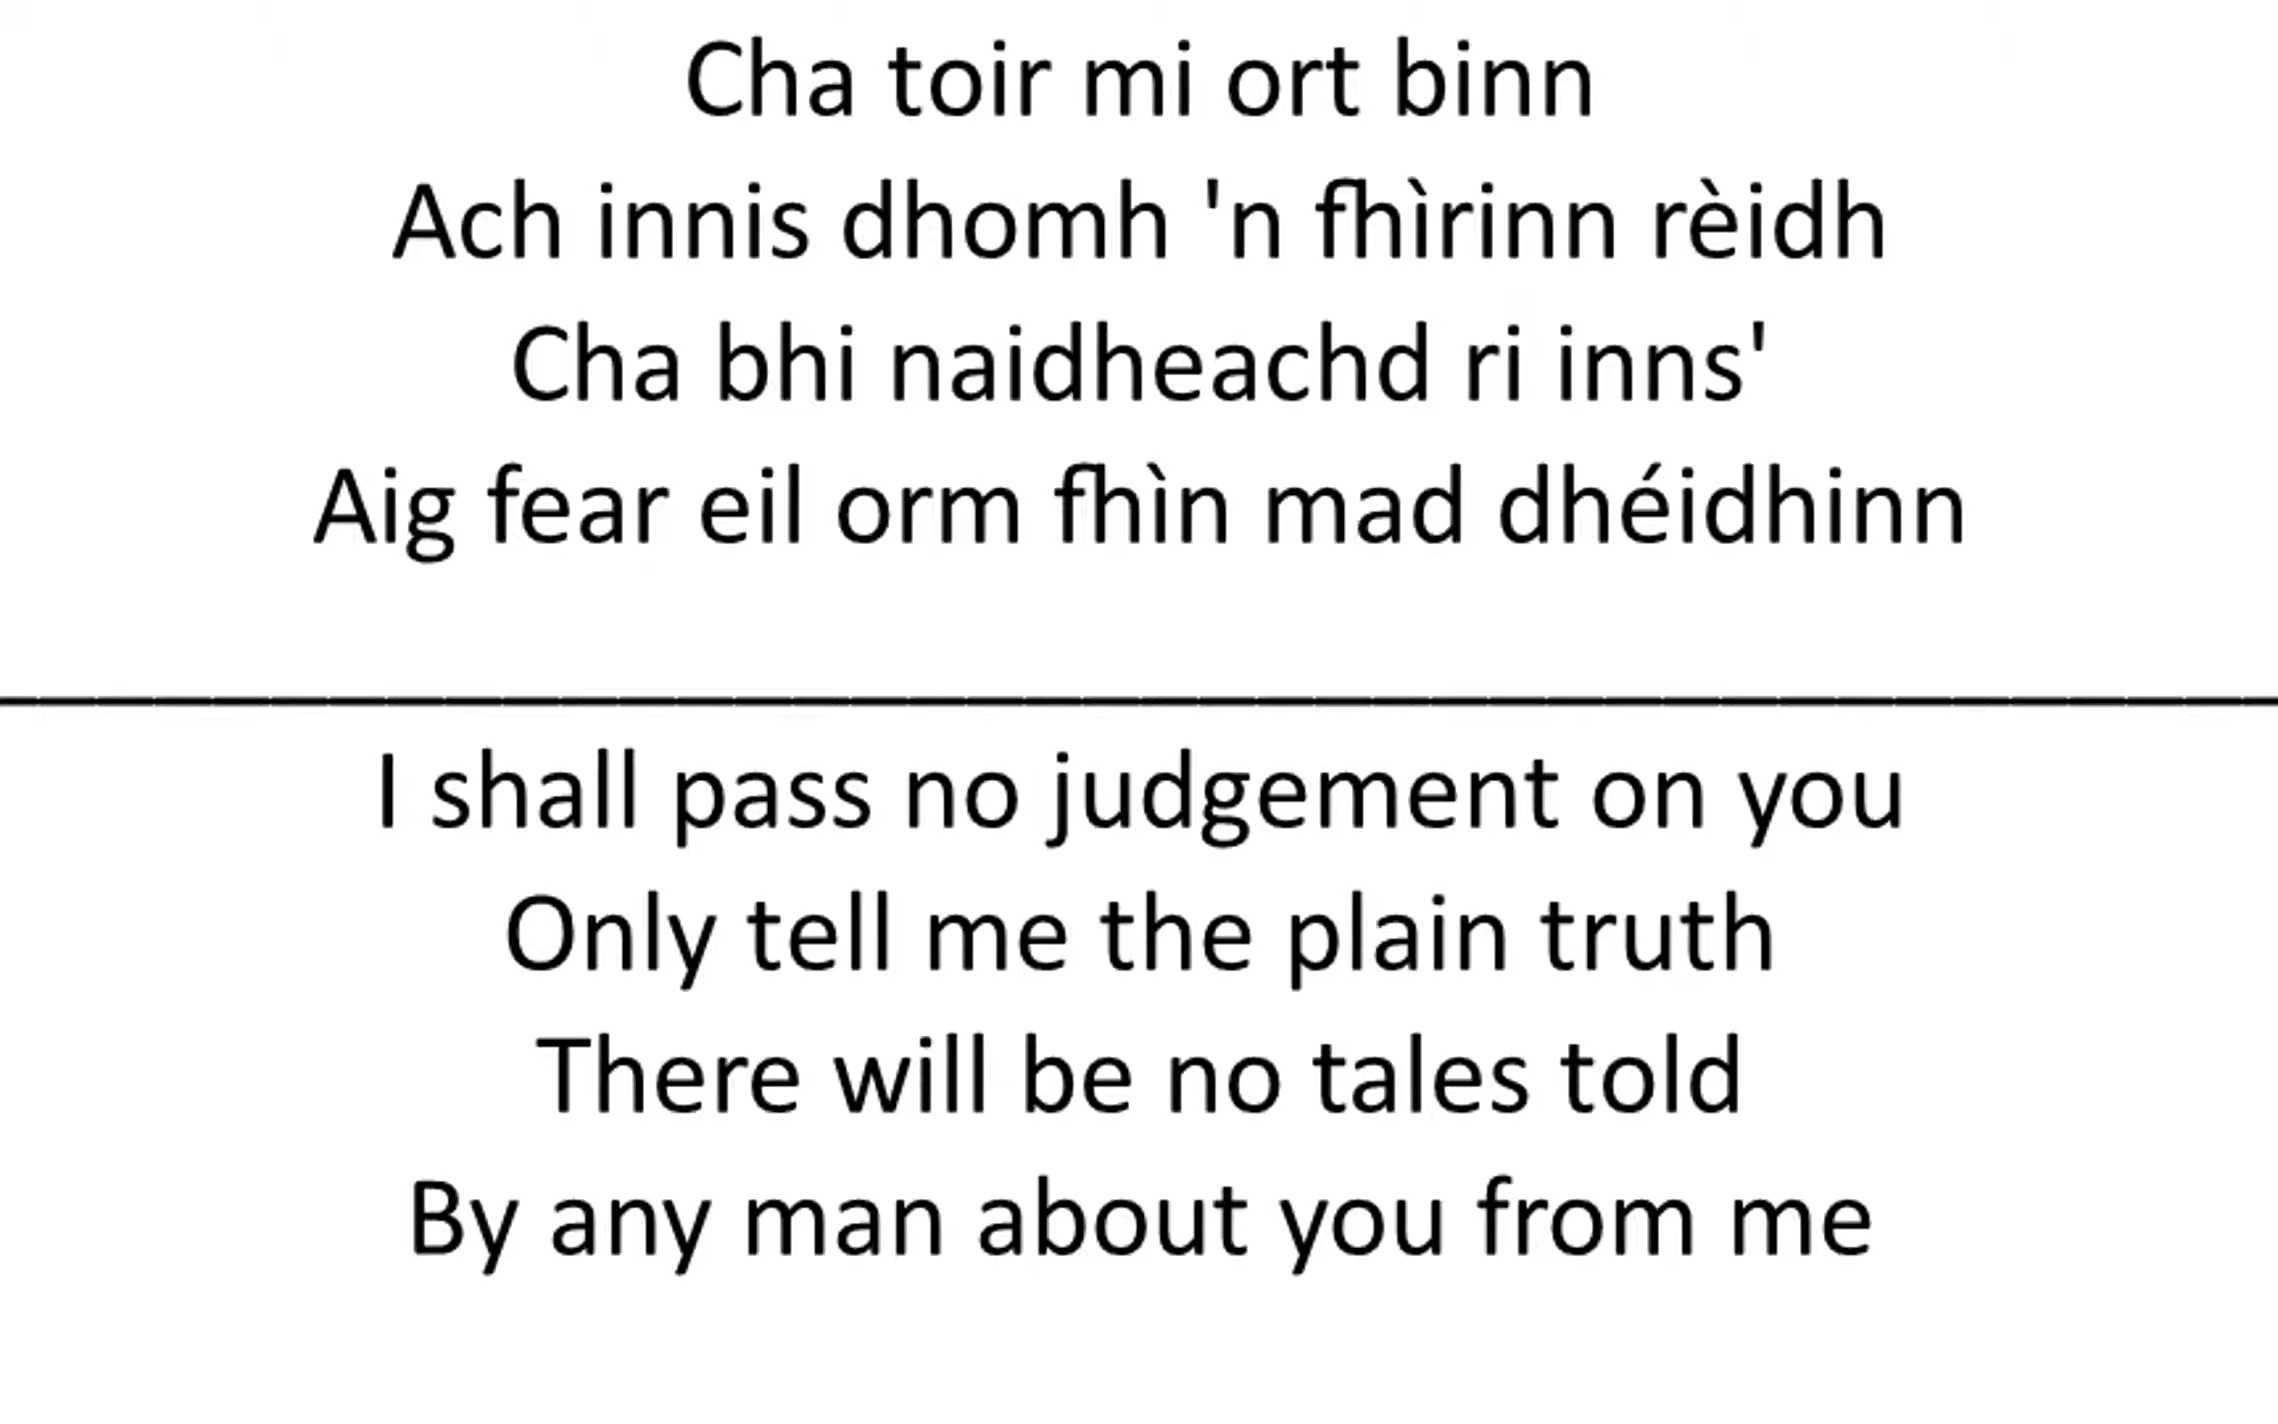 Cha toir mi ort binn
Ach innis dhomh 'n fhìrinn rèidh
Cha bhi naidheachd ri inns'
Aig fear eil orm fhìn mad dhéidhinn
I shall pass no judgement on you
Only tell me the plain truth
There will be no tales told
By any man about you from me